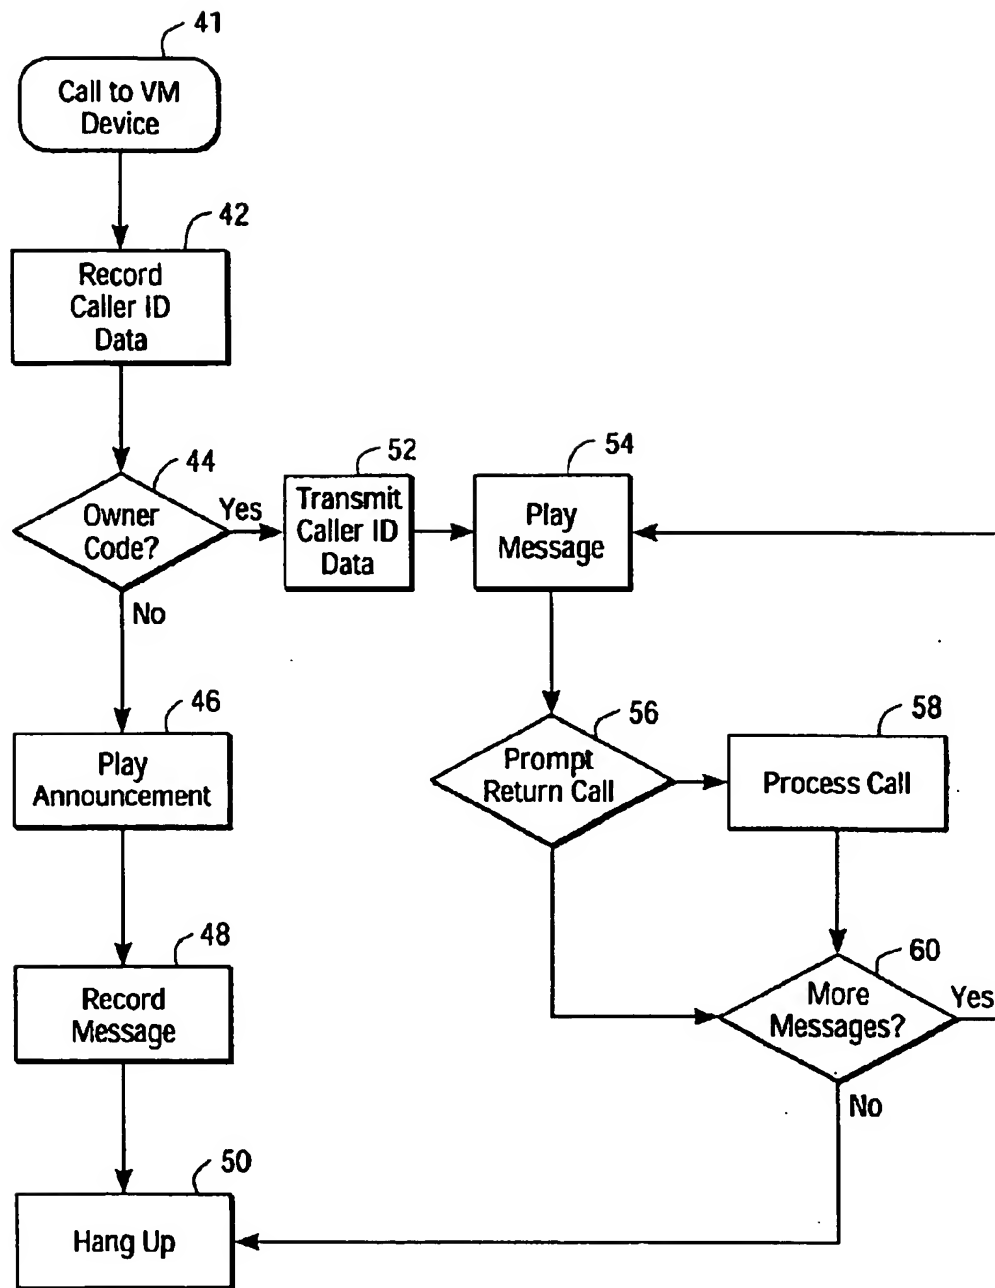 41
Call to VM
Device
42
Record
Caller ID
Data
44
Owner
Code?
Yes
No
52
Transmit
Caller ID
Data
54
Play
Message
46
Play
Announcement
56
Prompt
Return Call
58
Process Call
48
Record
Message
60
More
Messages?
Yes
No
50
Hang Up